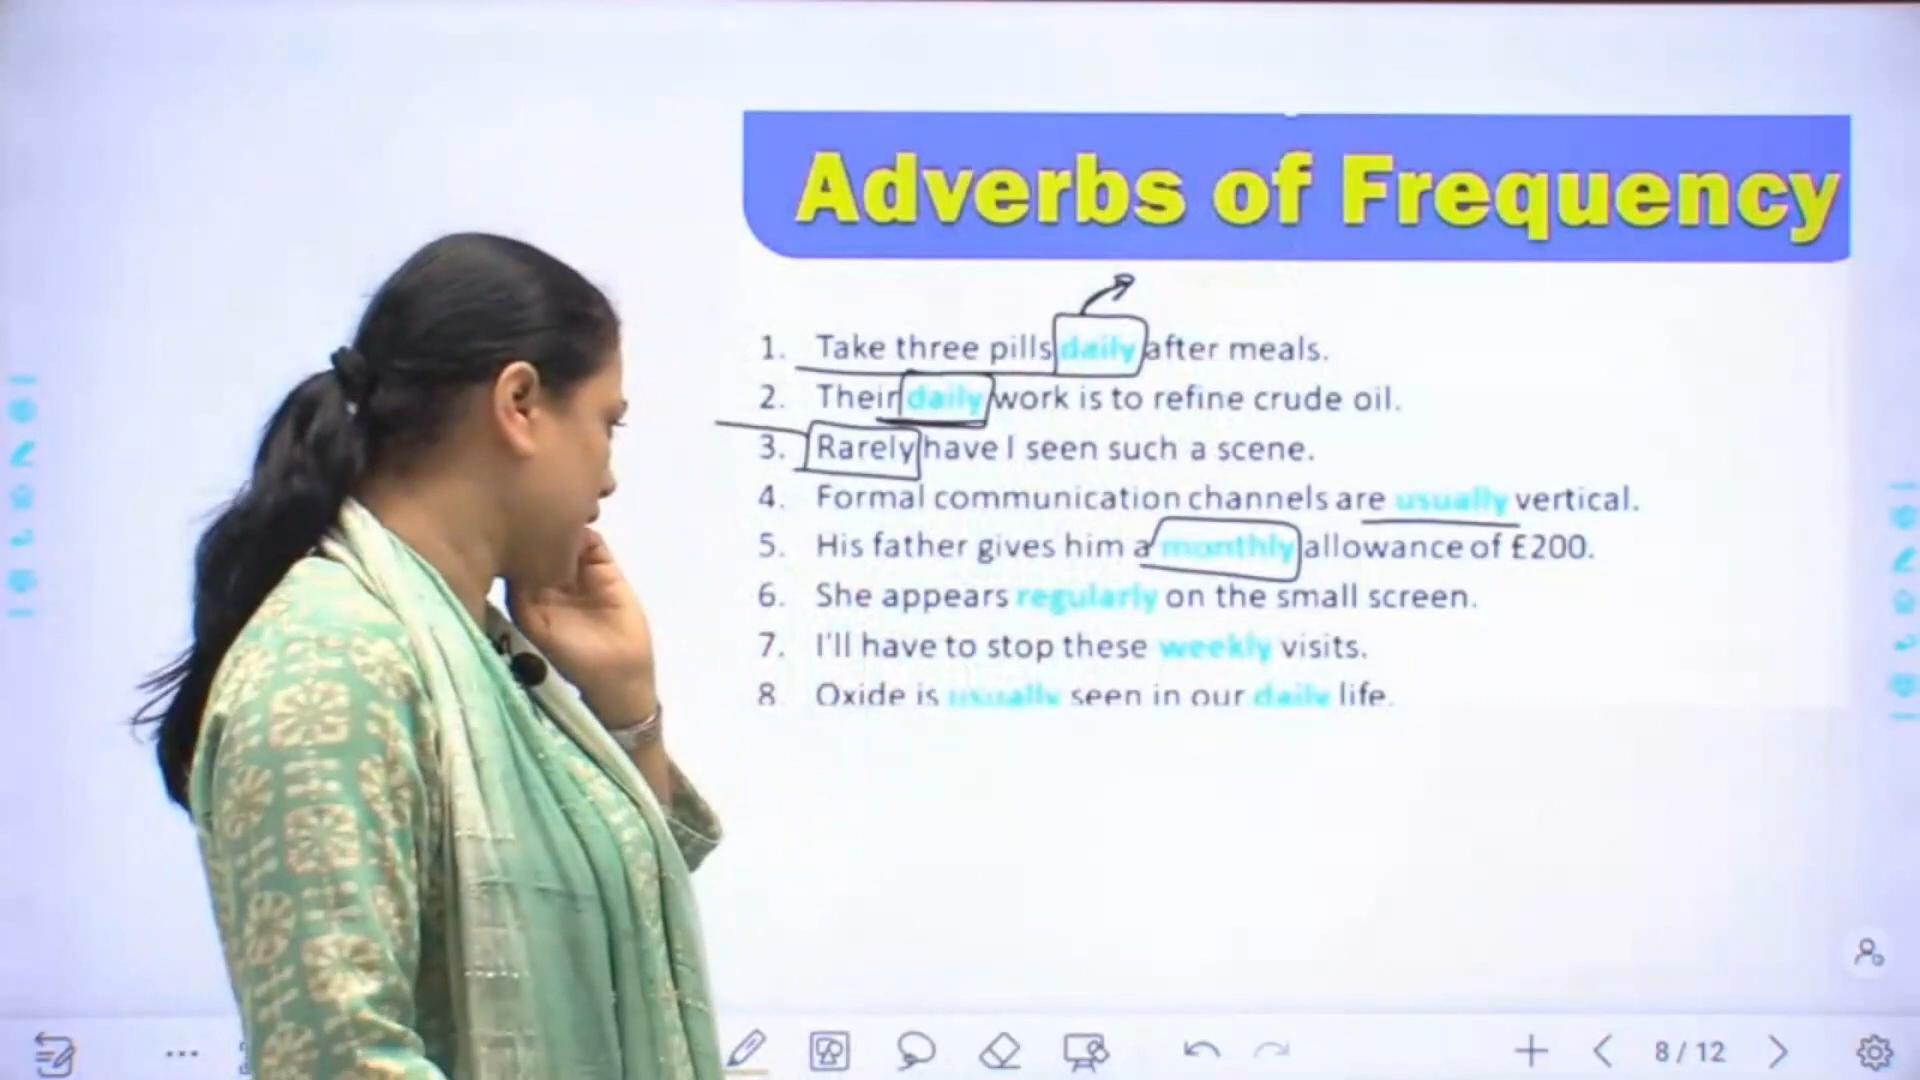 Adverbs of Frequency
1. Take three pills daily after meals.
2. Their daily work is to refine crude oil.
3. Rarely have I seen such a scene.
4. Formal communication channels are usually vertical.
5. His father gives him a monthly allowance of £200.
6. She appears regularly on the small screen.
7. I'll have to stop these weekly visits.
8 Oxide is usually seen in our daily life.
8/12